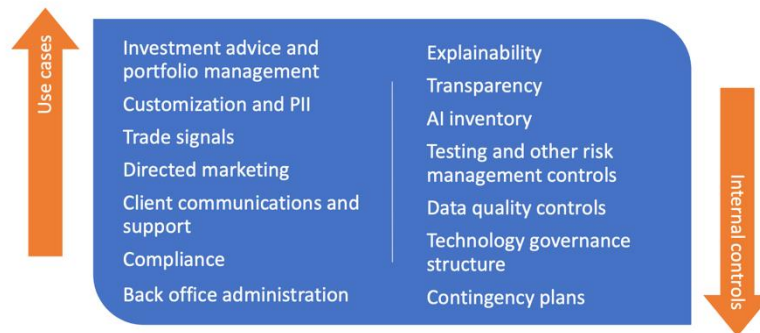 Use cases
Investment advice and
portfolio management
Customization and PII
Trade signals
Directed marketing
Client communications and
support
Compliance
Back office administration
Explainability
Transparency
AI inventory
Testing and other risk
management controls
Data quality controls
Technology governance
structure
Contingency plans
Internal controls